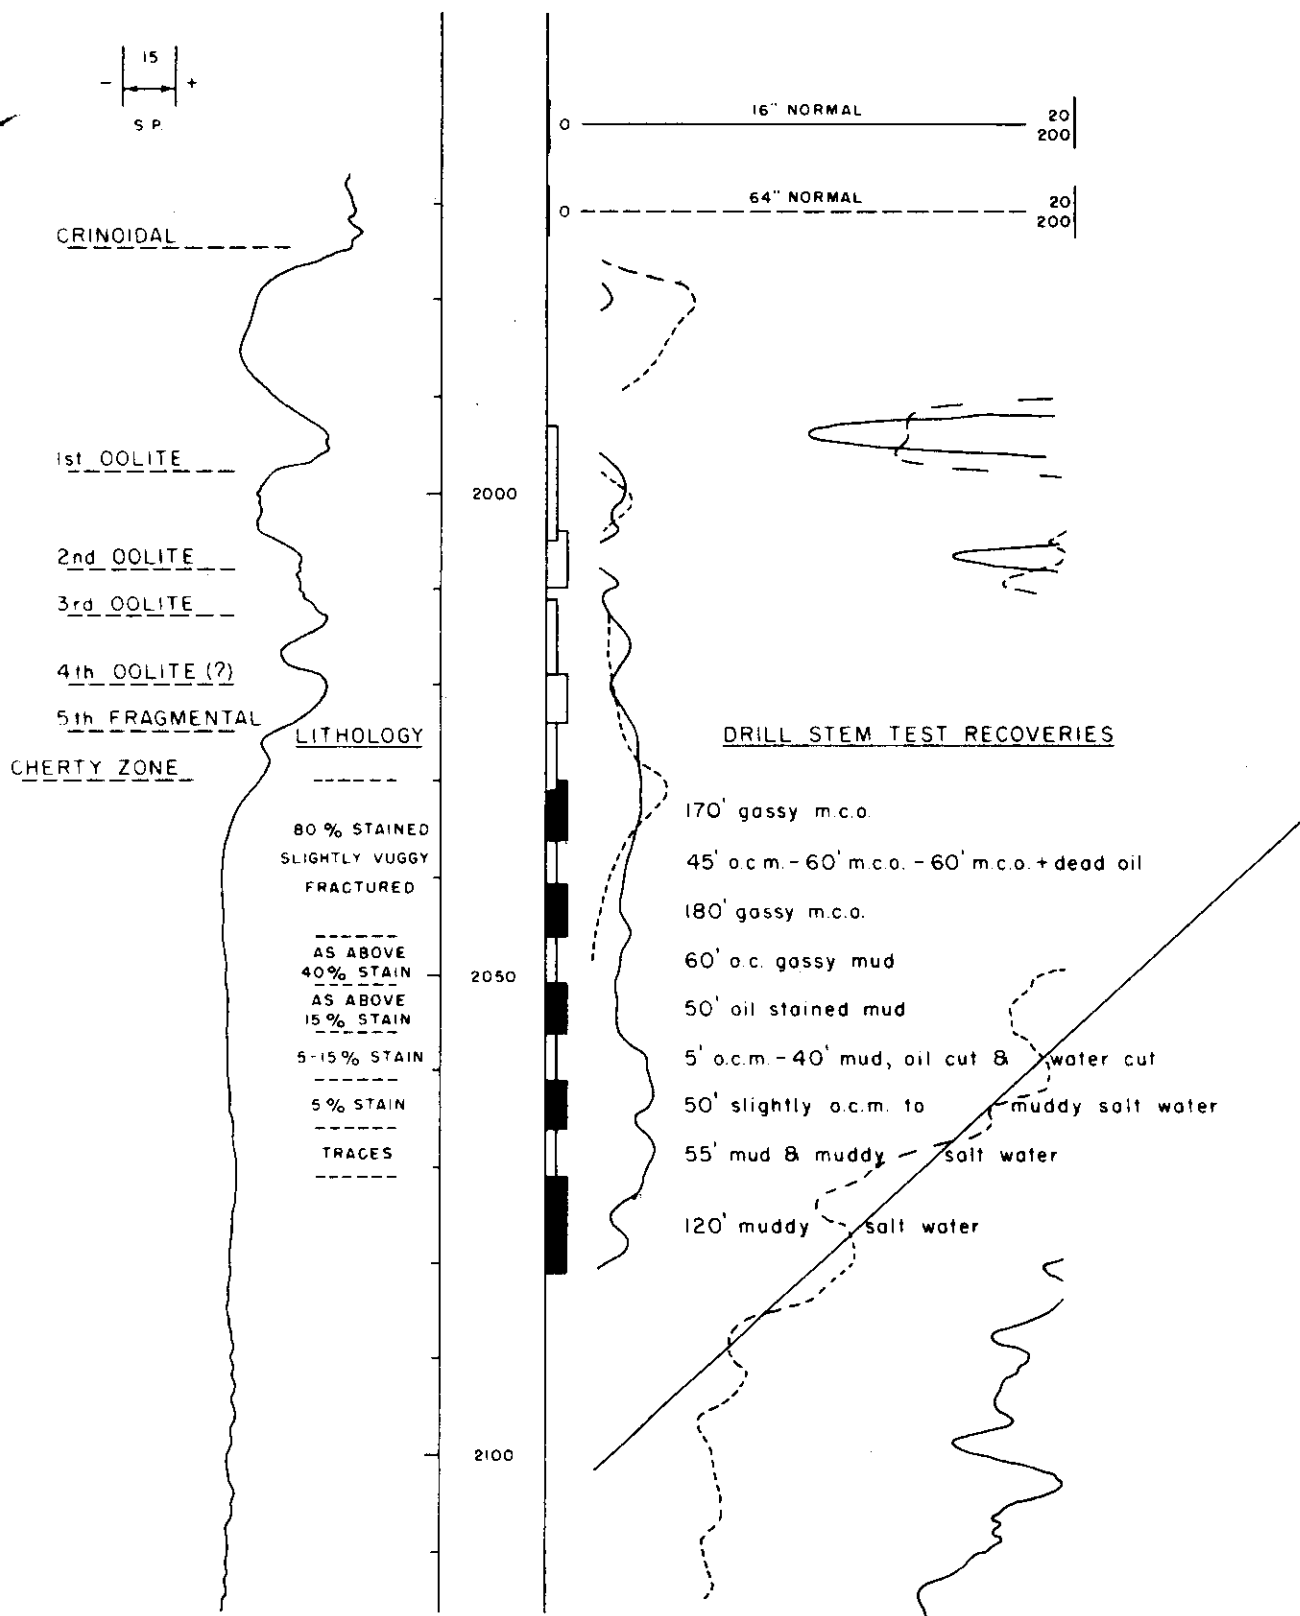 15
- +
S.P.
0 16" NORMAL 20
200
0 64" NORMAL 20
200
CRINOIDAL
1st OOLITE
2000
2nd OOLITE
3rd OOLITE
4th OOLITE (?)
5th FRAGMENTAL
CHERTY ZONE
LITHOLOGY
80% STAINED
SLIGHTLY VUGGY
FRACTURED
AS ABOVE
40% STAIN
AS ABOVE
15% STAIN
5-15% STAIN
5% STAIN
TRACES
2050
2100
DRILL STEM TEST RECOVERIES
170' gassy m.c.o.
45' o.c.m. - 60' m.c.o. - 60' m.c.o. + dead oil
180' gassy m.c.o.
60' o.c. gassy mud
50' oil stained mud
5' o.c.m. - 40' mud, oil cut & water cut
50' slightly o.c.m. to muddy salt water
55' mud & muddy salt water
120' muddy salt water